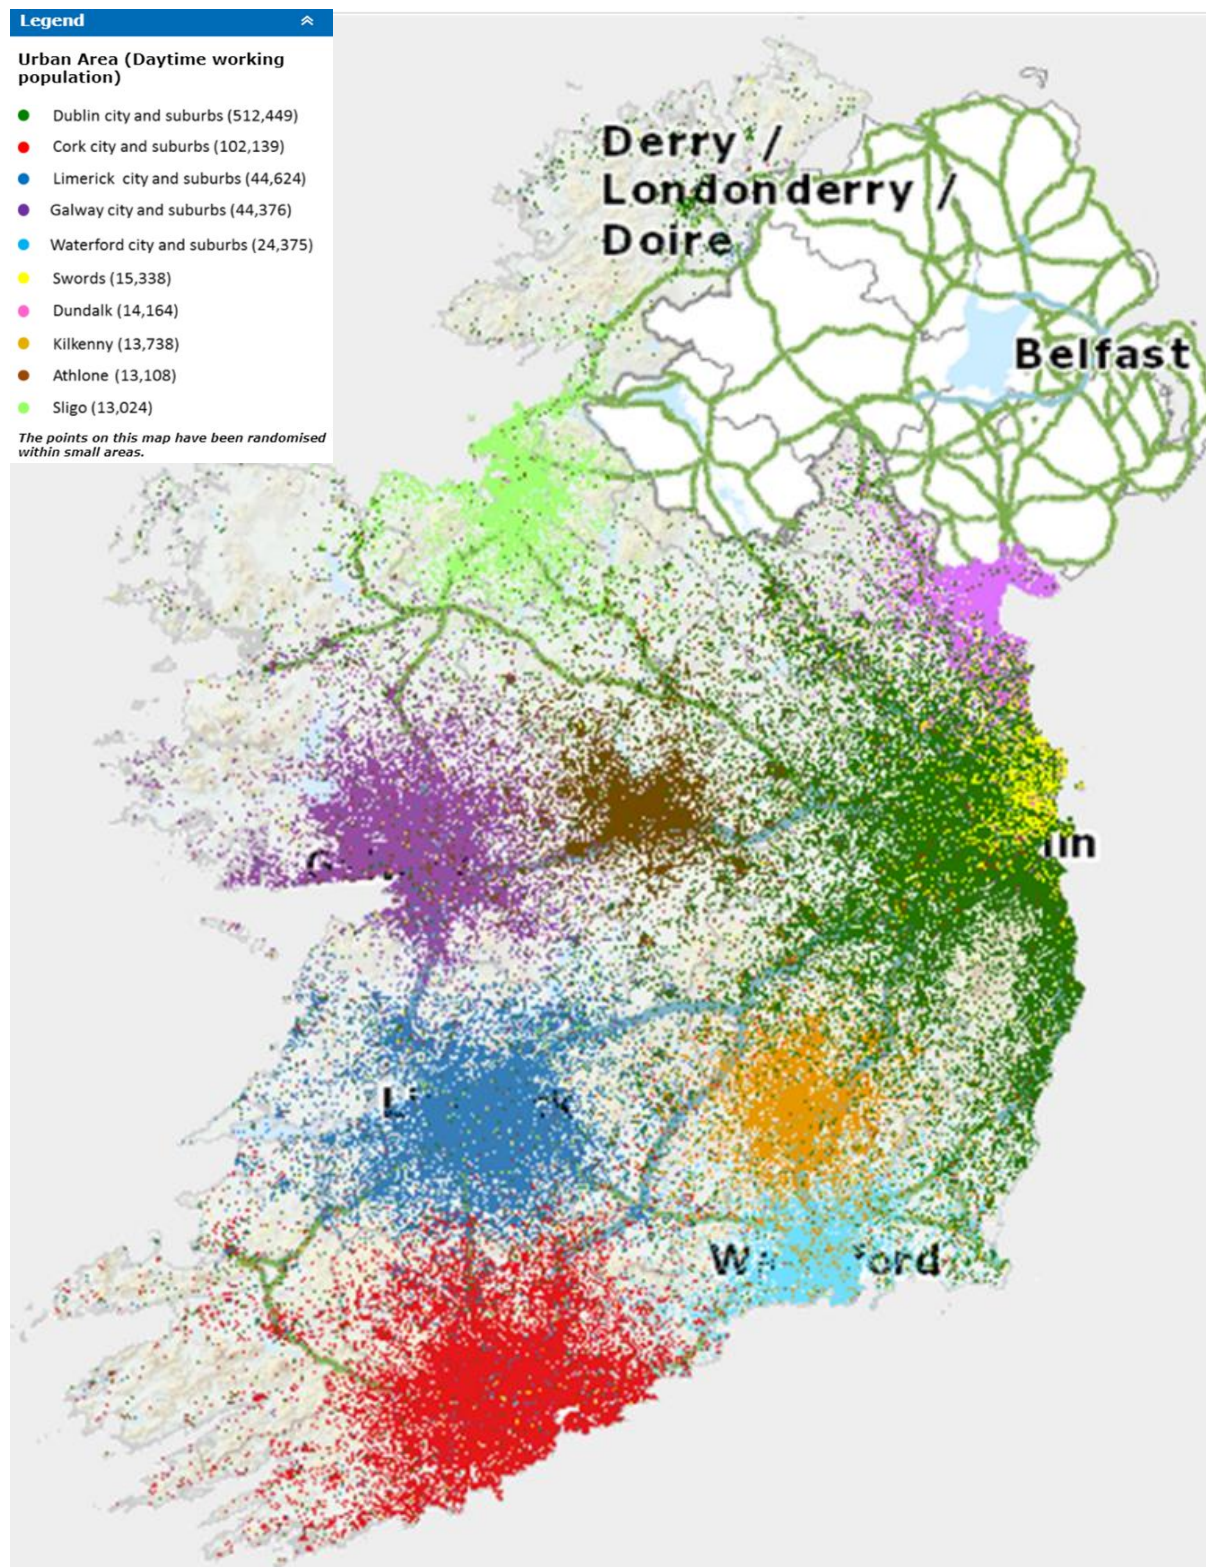 Legend
Urban Area (Daytime working
population)
Dublin city and suburbs (512,449)
Cork city and suburbs (102,139)
Limerick city and suburbs (44,624)
Galway city and suburbs (44,376)
Waterford city and suburbs (24,375)
Swords (15,338)
Dundalk (14,164)
Kilkenny (13,738)
Athlone (13,108)
Sligo (13,024)
The points on this map have been randomised
within small areas.
Derry /
Londonderry /
Doire
Belfast